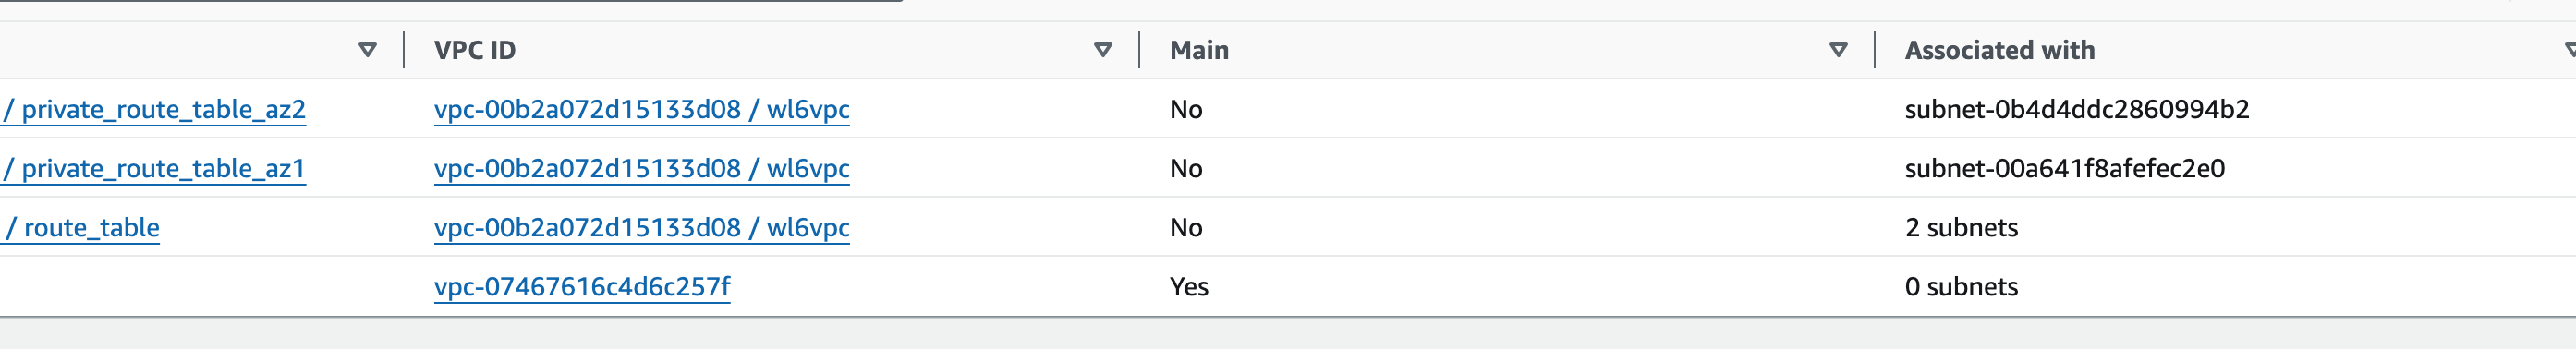 VPC ID Main Associated with
/ private_route_table_az2 vpc-00b2a072d15133d08 / wl6vpc No subnet-0b4d4ddc2860994b2
/ private_route_table_az1 vpc-00b2a072d15133d08 / wl6vpc No subnet-00a641f8afefec2e0
/ route_table vpc-00b2a072d15133d08 / wl6vpc No 2 subnets
vpc-07467616c4d6c257f Yes 0 subnets